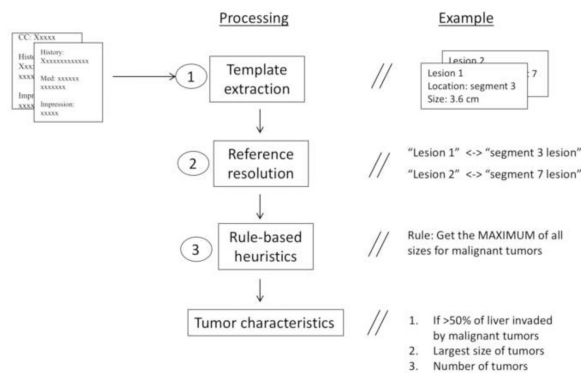 Processing
Example
CC: Xxxxx
History:
Xxxxxxxxxxxxx
Med: xxxxxx
xxxxxxx
Impression:
xxxxx
1
Template
extraction
Lesion 2
7
Lesion 1
Location: segment 3
Size: 3.6 cm
2
Reference
resolution
“Lesion 1” <-> “segment 3 lesion”
“Lesion 2” <-> “segment 7 lesion”
3
Rule-based
heuristics
Rule: Get the MAXIMUM of all
sizes for malignant tumors
Tumor characteristics
1. If >50% of liver invaded
by malignant tumors
2. Largest size of tumors
3. Number of tumors